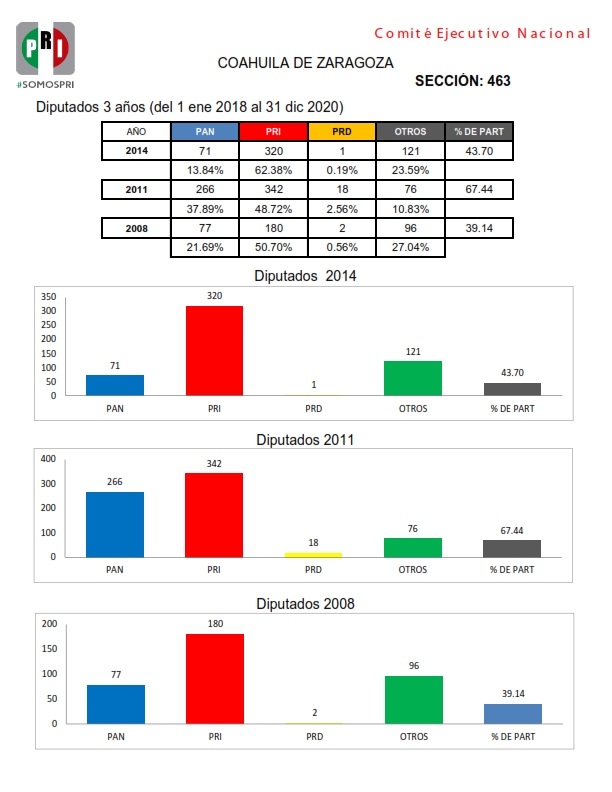 Comité Ejecutivo Nacional
PRI
#SOMOSPRI
COAHUILA DE ZARAGOZA
SECCIÓN: 463
Diputados 3 años (del 1 ene 2018 al 31 dic 2020)
AÑO PAN PRI PRD OTROS % DE PART
2014 71 320 1 121 43.70
13.84% 62.38% 0.19% 23.59%
2011 266 342 18 76 67.44
37.89% 48.72% 2.56% 10.83%
2008 77 180 2 96 39.14
21.69% 50.70% 0.56% 27.04%
Diputados 2014
350
300
250
200
150
100
50
0
71 320 1 121 43.70
PAN PRI PRD OTROS % DE PART
Diputados 2011
400
300
200
100
0
266 342 18 76 67.44
PAN PRI PRD OTROS % DE PART
Diputados 2008
200
150
100
50
0
77 180 2 96 39.14
PAN PRI PRD OTROS % DE PART